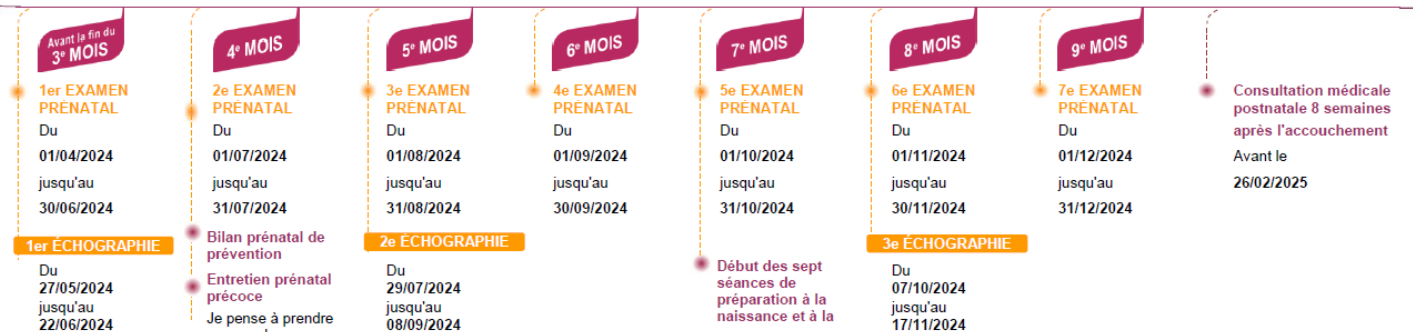 Avant la fin du
3e MOIS
1er EXAMEN
PRÉNATAL
Du
01/04/2024
jusqu'au
30/06/2024
1er ÉCHOGRAPHIE
Du
27/05/2024
jusqu'au
22/06/2024
4e MOIS
2e EXAMEN
PRÉNATAL
Du
01/07/2024
jusqu'au
31/07/2024
Bilan prénatal de
prévention
Entretien prénatal
précoce
Je pense à prendre
5e MOIS
3e EXAMEN
PRÉNATAL
Du
01/08/2024
jusqu'au
31/08/2024
2e ÉCHOGRAPHIE
Du
29/07/2024
jusqu'au
08/09/2024
6e MOIS
4e EXAMEN
PRÉNATAL
Du
01/09/2024
jusqu'au
30/09/2024
7e MOIS
5e EXAMEN
PRÉNATAL
Du
01/10/2024
jusqu'au
31/10/2024
Début des sept
séances de
préparation à la
naissance et à la
8e MOIS
6e EXAMEN
PRÉNATAL
Du
01/11/2024
jusqu'au
30/11/2024
3e ÉCHOGRAPHIE
Du
07/10/2024
jusqu'au
17/11/2024
9e MOIS
7e EXAMEN
PRÉNATAL
Du
01/12/2024
jusqu'au
31/12/2024
Consultation médicale
postnatale 8 semaines
après l'accouchement
Avant le
26/02/2025